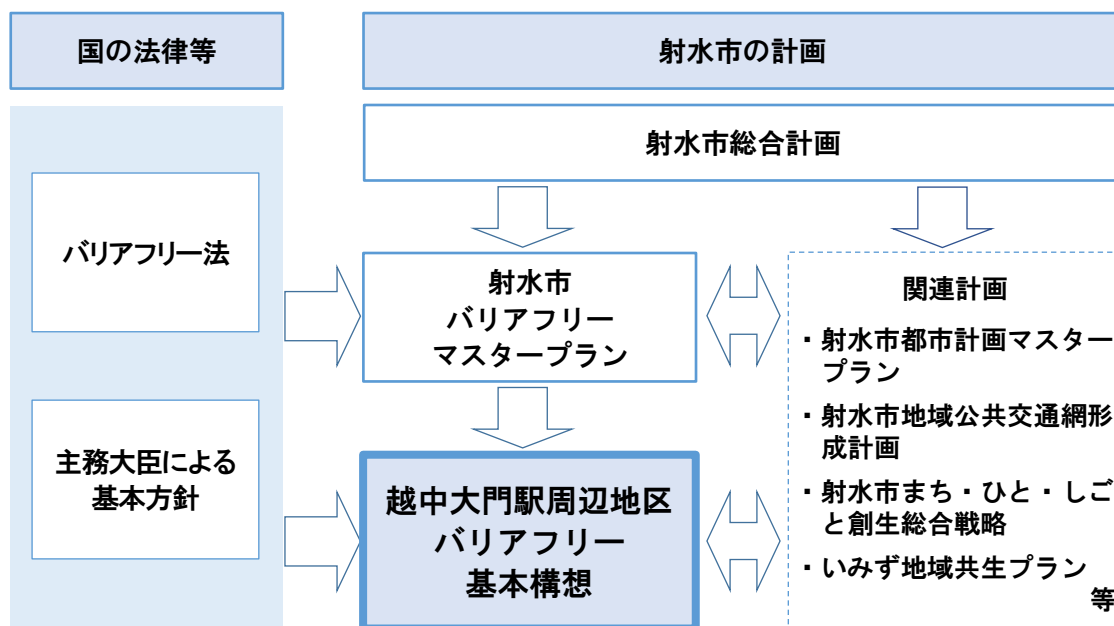 国の法律等
射水市の計画
射水市総合計画
バリアフリー法
主務大臣による
基本方針
射水市
バリアフリー
マスタープラン
越中大門駅周辺地区
バリアフリー
基本構想
関連計画
・射水市都市計画マスター
プラン
・射水市地域公共交通網形
成計画
・射水市まち・ひと・しご
と創生総合戦略
・いみず地域共生プラン
等